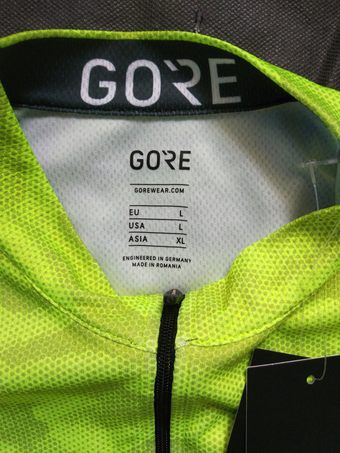 GORE
GORE
GOREWEAR.COM
EU L
USA L
ASIA XL
ENGINEERED IN GERMANY
MADE IN ROMANIA